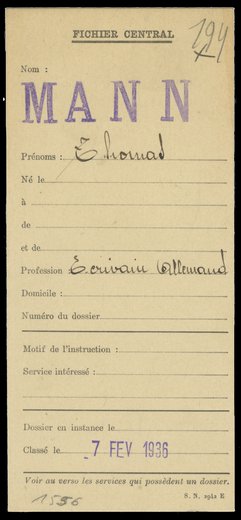 FICHIER CENTRAL
194
Nom :
MANN
Prénoms : Thomas
Né le
à
de
et de
Profession Ecrivain Allemand
Domicile :
Numéro du dossier
Motif de l'instruction :
Service intéressé :
Dossier en instance le
Classé le 7 FEV 1936
Voir au verso les services qui possèdent un dossier.
1556